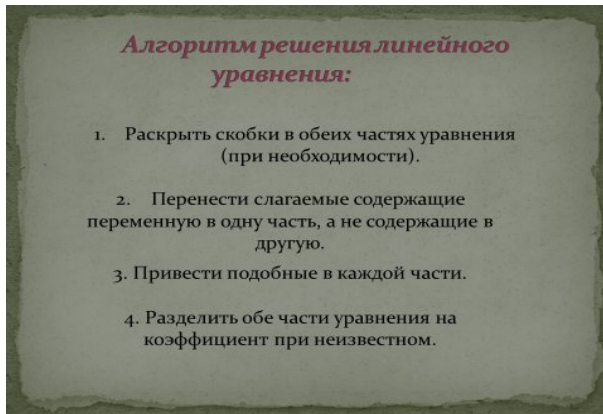 Алгоритм решения линейного
уравнения:
1. Раскрыть скобки в обеих частях уравнения
(при необходимости).
2. Перенести слагаемые содержащие
переменную в одну часть, а не содержащие в
другую.
3. Привести подобные в каждой части.
4. Разделить обе части уравнения на
коэффициент при неизвестном.